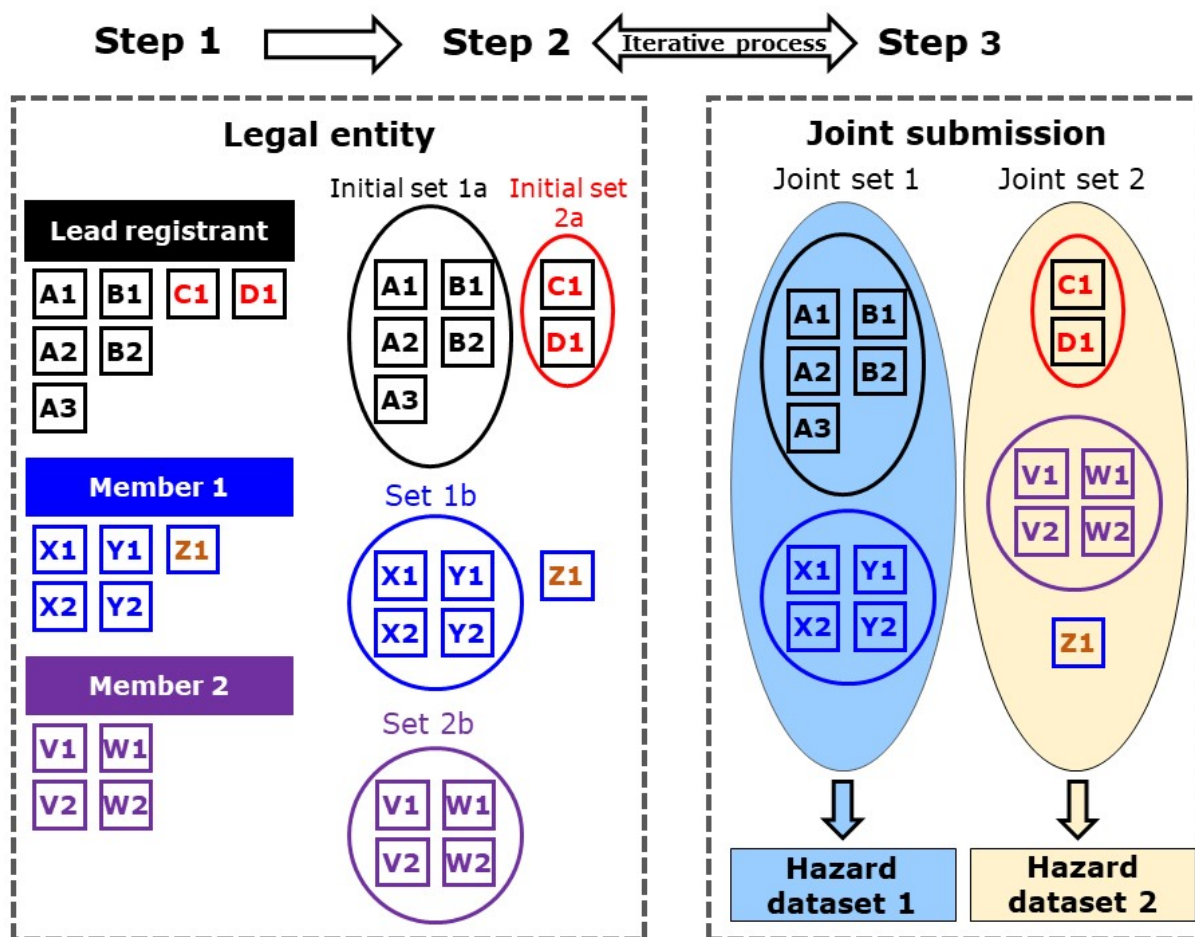 Step 1
Step 2
Iterative process
Step 3
Legal entity
Lead registrant
A1 B1 C1 D1
A2 B2
A3
Member 1
X1 Y1 Z1
X2 Y2
Member 2
V1 W1
V2 W2
Initial set 1a
A1 B1
A2 B2
A3
Initial set
2a
C1
D1
Set 1b
X1 Y1
X2 Y2
Z1
Set 2b
V1 W1
V2 W2
Joint submission
Joint set 1
A1 B1
A2 B2
A3
X1 Y1
X2 Y2
Hazard
dataset 1
Joint set 2
C1
D1
V1 W1
V2 W2
Z1
Hazard
dataset 2